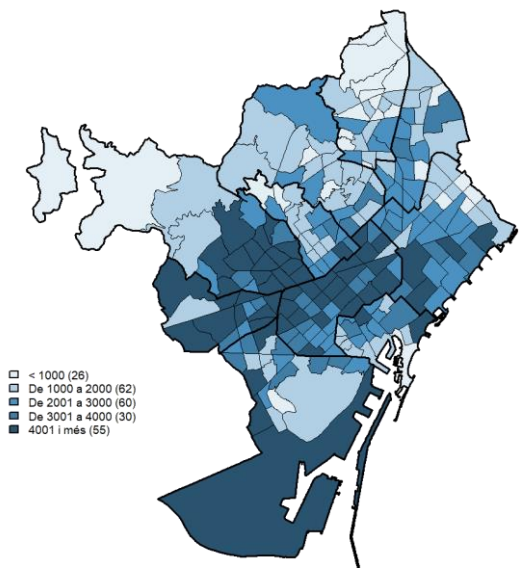 < 1000 (26)
De 1000 a 2000 (62)
De 2001 a 3000 (60)
De 3001 a 4000 (30)
4001 i més (55)